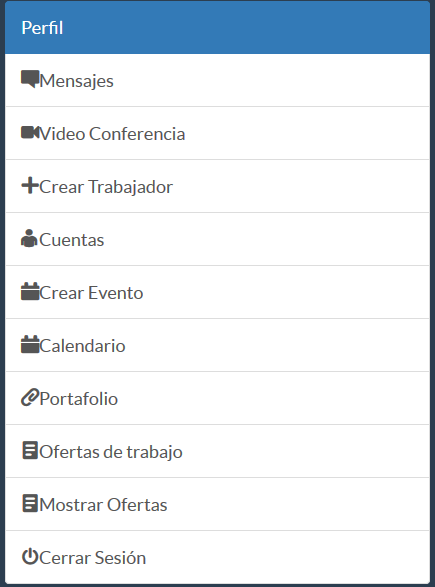 Perfil
Mensajes
Video Conferencia
Crear Trabajador
Cuentas
Crear Evento
Calendario
Portafolio
Ofertas de trabajo
Mostrar Ofertas
Cerrar Sesión